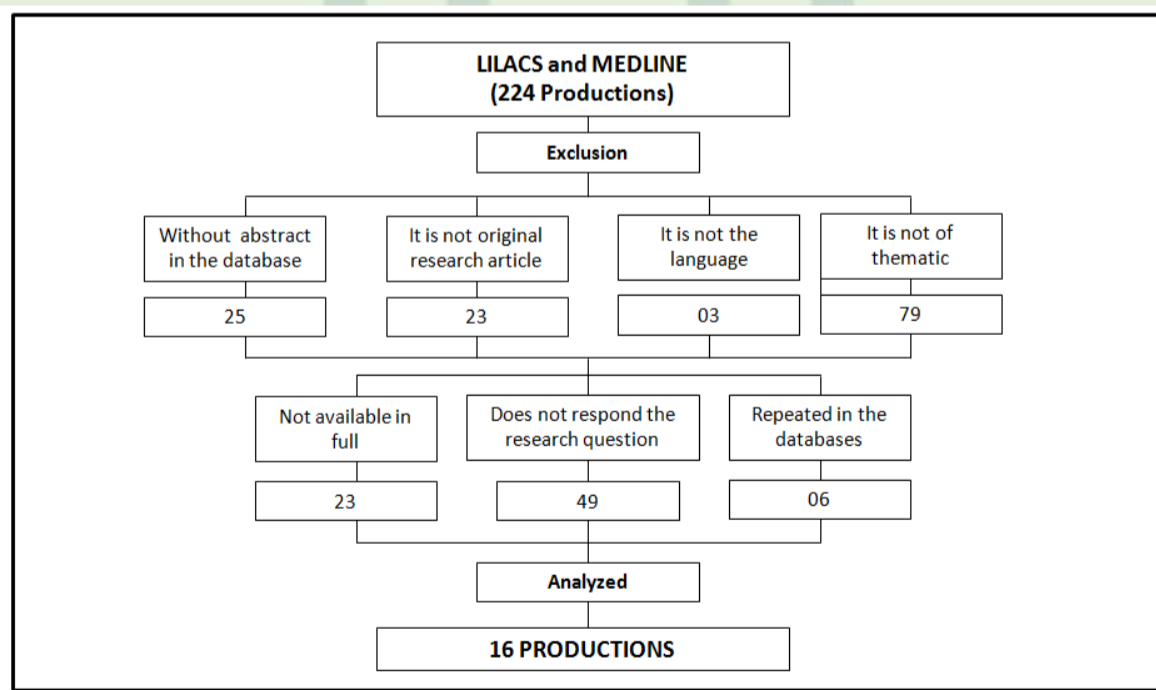 LILACS and MEDLINE
(224 Productions)
Exclusion
Without abstract
in the database
It is not original
research article
It is not the
language
It is not of
thematic
25
23
03
79
Not available in
full
Does not respond the
research question
Repeated in the
databases
23
49
06
Analyzed
16 PRODUCTIONS